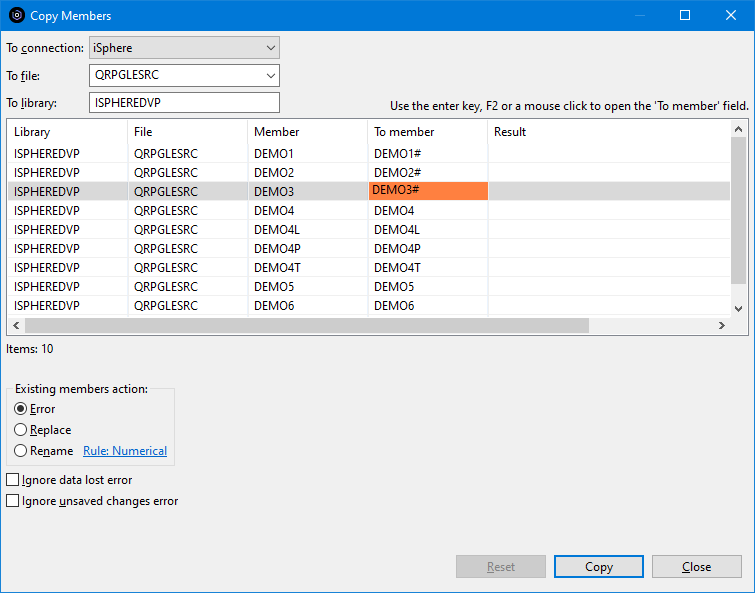 Copy Members
To connection: iSphere
To file: QRPGLESRC
To library: ISPHEREDVP
Use the enter key, F2 or a mouse click to open the 'To member' field.
Library File Member To member Result
ISPHEREDVP QRPGLESRC DEMO1 DEMO1#
ISPHEREDVP QRPGLESRC DEMO2 DEMO2#
ISPHEREDVP QRPGLESRC DEMO3 DEMO3#
ISPHEREDVP QRPGLESRC DEMO4 DEMO4
ISPHEREDVP QRPGLESRC DEMO4L DEMO4L
ISPHEREDVP QRPGLESRC DEMO4P DEMO4P
ISPHEREDVP QRPGLESRC DEMO4T DEMO4T
ISPHEREDVP QRPGLESRC DEMO5 DEMO5
ISPHEREDVP QRPGLESRC DEMO6 DEMO6
Items: 10
Existing members action:
Error
Replace
Rename Rule: Numerical
Ignore data lost error
Ignore unsaved changes error
Reset Copy Close